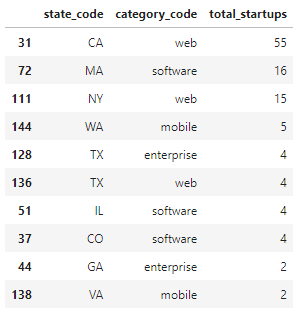 state_code category_code total_startups
31 CA web 55
72 MA software 16
111 NY web 15
144 WA mobile 5
128 TX enterprise 4
136 TX web 4
51 IL software 4
37 CO software 4
44 GA enterprise 2
138 VA mobile 2